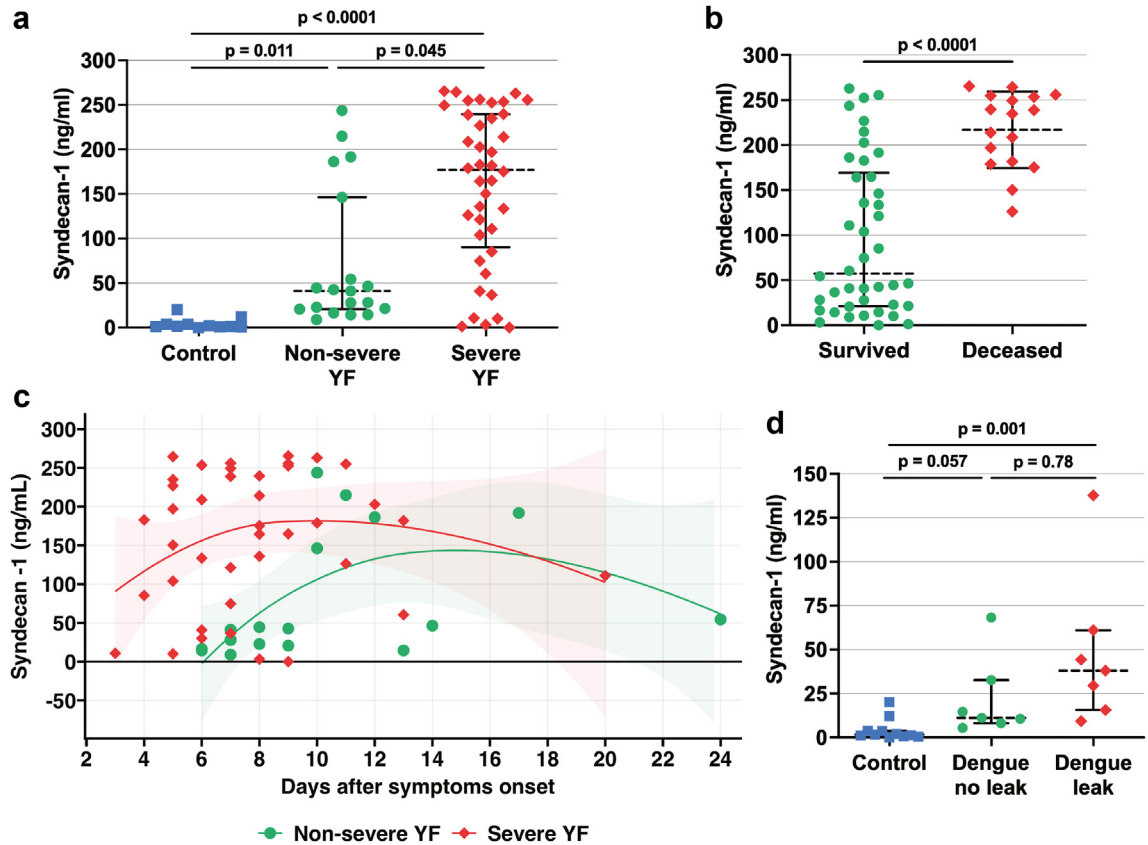 a
p < 0.0001
p = 0.011
p = 0.045
Syndecan-1 (ng/ml)
300
250
200
150
100
50
0
Control
Non-severe
YF
Severe
YF
b
p < 0.0001
Syndecan-1 (ng/ml)
300
250
200
150
100
50
0
Survived
Deceased
c
Syndecan -1 (ng/mL)
300
250
200
150
100
50
0
-50
2 4 6 8 10 12 14 16 18 20 22 24
Days after symptoms onset
Non-severe YF
Severe YF
d
p = 0.001
p = 0.057
p = 0.78
Syndecan-1 (ng/ml)
150
100
75
50
25
0
Control
Dengue
no leak
Dengue
leak